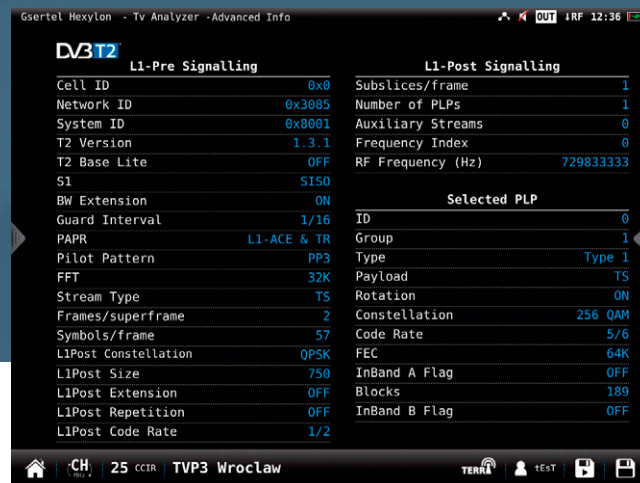 Gsertel Hexylon - Tv Analyzer -Advanced Info OUT ↓RF 12:36
DVB T2
L1-Pre Signalling
Cell ID 0x0
Network ID 0x3085
System ID 0x8001
T2 Version 1.3.1
T2 Base Lite OFF
S1 SISO
BW Extension ON
Guard Interval 1/16
PAPR L1-ACE & TR
Pilot Pattern PP3
FFT 32K
Stream Type TS
Frames/superframe 2
Symbols/frame 57
L1Post Constellation QPSK
L1Post Size 750
L1Post Extension OFF
L1Post Repetition OFF
L1Post Code Rate 1/2
L1-Post Signalling
Subslices/frame 1
Number of PLPs 1
Auxiliary Streams 0
Frequency Index 0
RF Frequency (Hz) 729833333
Selected PLP
ID 0
Group 1
Type Type 1
Payload TS
Rotation ON
Constellation 256 QAM
Code Rate 5/6
FEC 64K
InBand A Flag OFF
Blocks 189
InBand B Flag OFF
CH MHz 25 CCIR TVP3 Wroclaw TERR tEsT